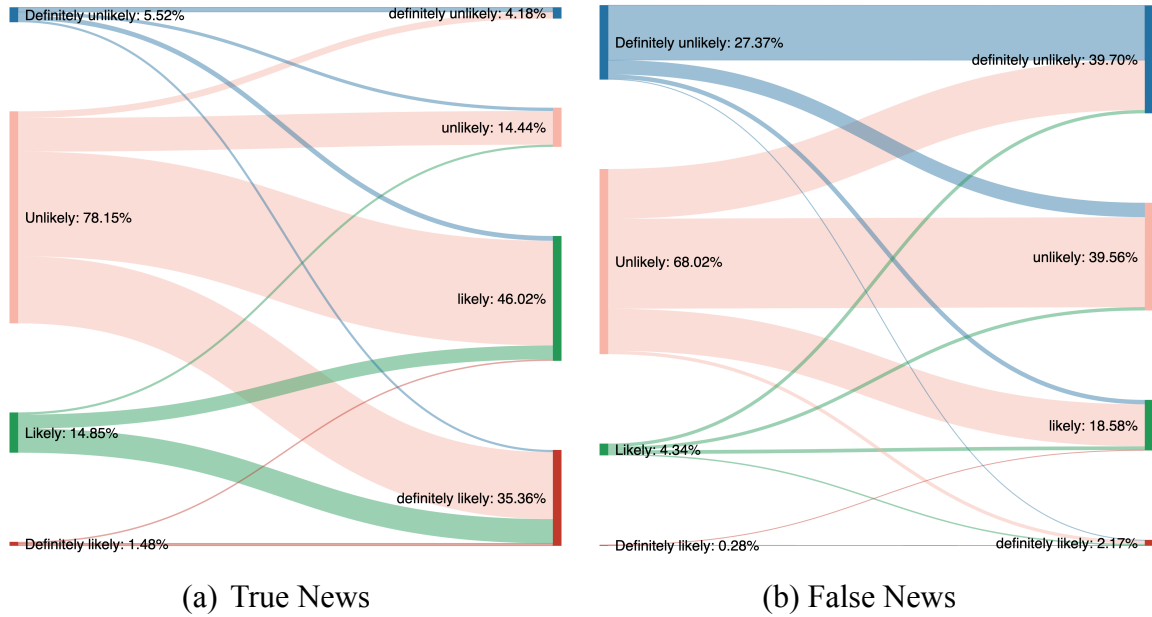 Definitely unlikely: 5.52%
definitely unlikely: 4.18%
unlikely: 14.44%
Unlikely: 78.15%
likely: 46.02%
Likely: 14.85%
definitely likely: 35.36%
Definitely likely: 1.48%
(a) True News
Definitely unlikely: 27.37%
definitely unlikely: 39.70%
Unlikely: 68.02%
unlikely: 39.56%
likely: 18.58%
Likely: 4.34%
Definitely likely: 0.28%
definitely likely: 2.17%
(b) False News